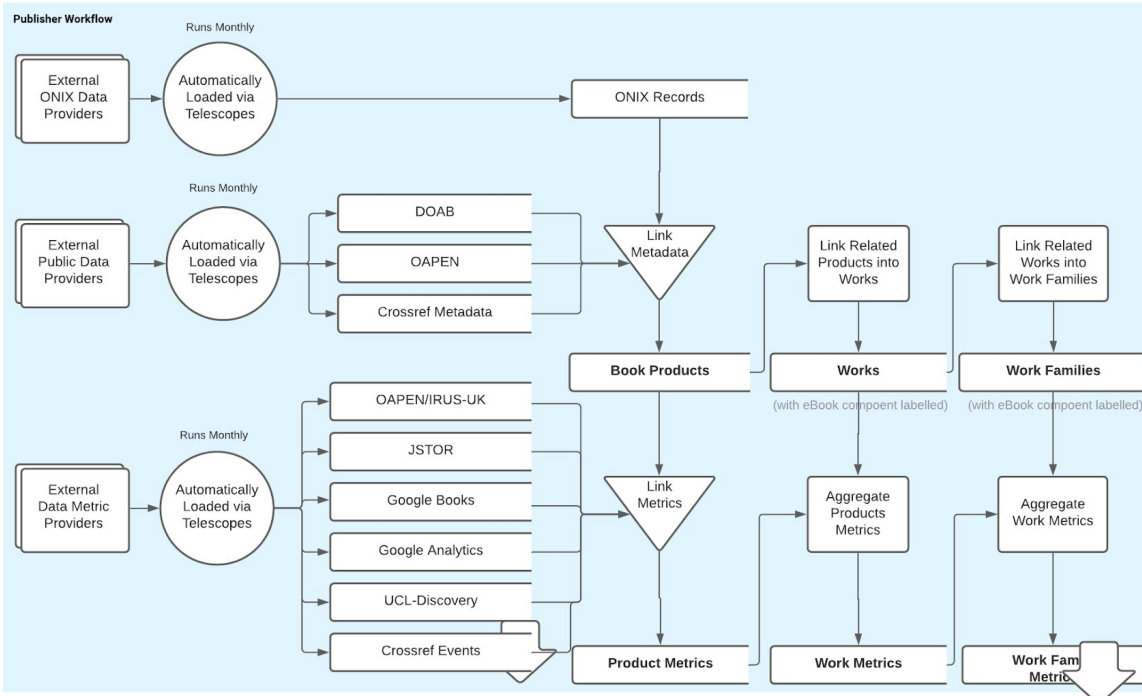 Publisher Workflow
Runs Monthly
External
ONIX Data
Providers
Automatically
Loaded via
Telescopes
ONIX Records
Runs Monthly
External
Public Data
Providers
Automatically
Loaded via
Telescopes
DOAB
OAPEN
Crossref Metadata
Link
Metadata
Link Related
Products into
Works
Link Related
Works into
Work Families
Book Products
Works
Work Families
(with eBook compoent labelled)
(with eBook compoent labelled)
Runs Monthly
External
Data Metric
Providers
Automatically
Loaded via
Telescopes
OAPEN/IRUS-UK
JSTOR
Google Books
Google Analytics
UCL-Discovery
Crossref Events
Link
Metrics
Aggregate
Products
Metrics
Aggregate
Work Metrics
Product Metrics
Work Metrics
Work Fam
Metric